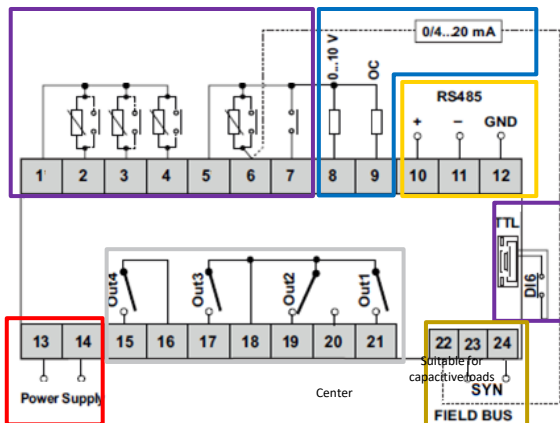 0/4...20 mA
0...10 V
OC
RS485
+ − GND
1 2 3 4 5 6 7 8 9 10 11 12
TTL
DI6
Out4 Out3 Out2 Out1
13 14 15 16 17 18 19 20 21 22 23 24
Power Supply
Suitable for
capacitive loads
Center
SYN
FIELD BUS